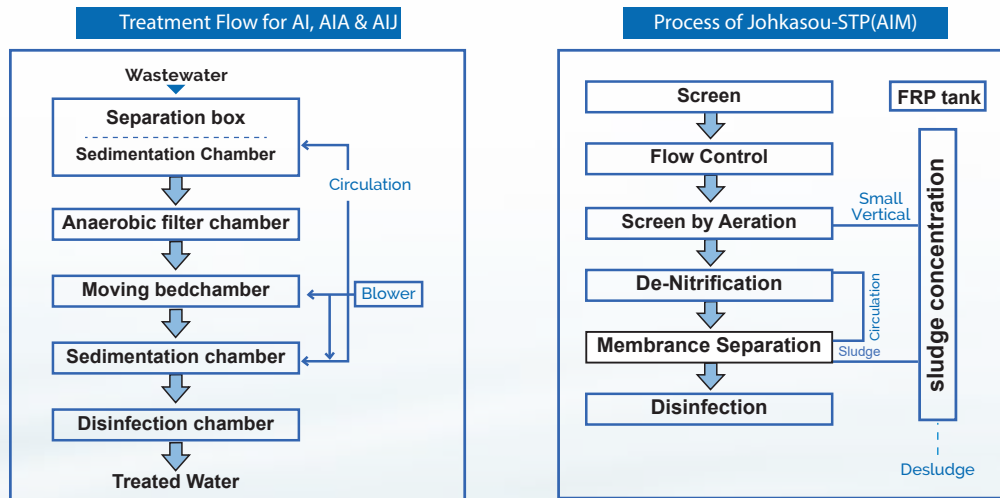 Treatment Flow for AI, AIA & AIJ
Wastewater
Separation box
Sedimentation Chamber
Circulation
Anaerobic filter chamber
Moving bedchamber
Blower
Sedimentation chamber
Disinfection chamber
Treated Water
Process of Johkasou-STP(AIM)
Screen
FRP tank
Flow Control
Screen by Aeration
Small
Vertical
De-Nitrification
Circulation
Membrance Separation
Sludge
Disinfection
sludge concentration
Desludge